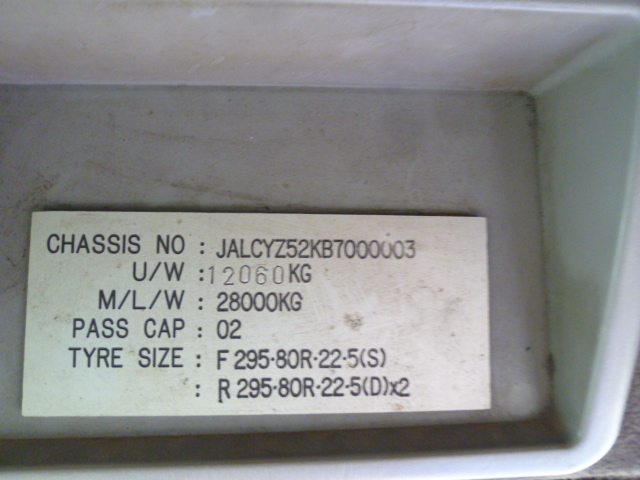 CHASSIS NO : JALCYZ52KB7000003
U/W : 12060KG
M/L/W : 28000KG
PASS CAP : 02
TYRE SIZE : F 295·80R·22·5(S)
: R 295·80R·22·5(D)x2